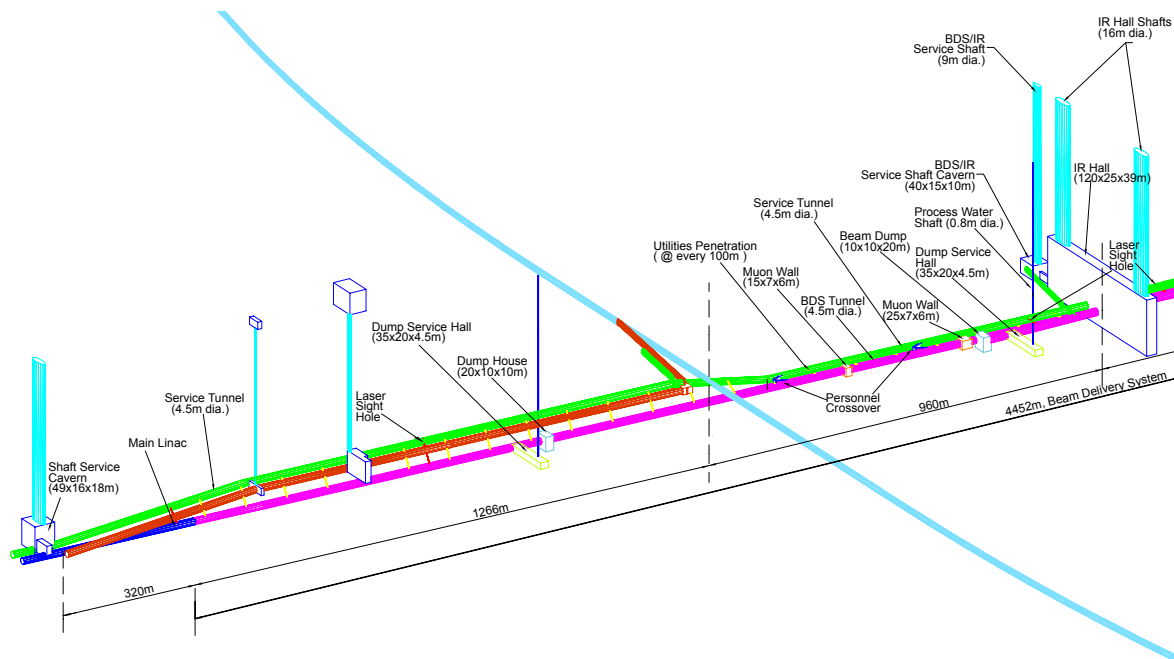 IR Hall Shafts
(16m dia.)
BDS/IR
Service Shaft
(9m dia.)
BDS/IR
Service Shaft Cavern
(40x15x10m)
IR Hall
(120x25x39m)
Service Tunnel
(4.5m dia.)
Process Water
Shaft (0.8m dia.)
Utilities Penetration
( @ every 100m )
Beam Dump
(10x10x20m)
Dump Service
Hall
(35x20x4.5m)
Laser
Sight
Hole
Muon Wall
(15x7x6m)
BDS Tunnel
(4.5m dia.)
Muon Wall
(25x7x6m)
Dump Service Hall
(35x20x4.5m)
Dump House
(20x10x10m)
Personnel
Crossover
Laser
Sight
Hole
Service Tunnel
(4.5m dia.)
Main Linac
Shaft Service
Cavern
(49x16x18m)
960m
4452m, Beam Delivery System
1266m
320m